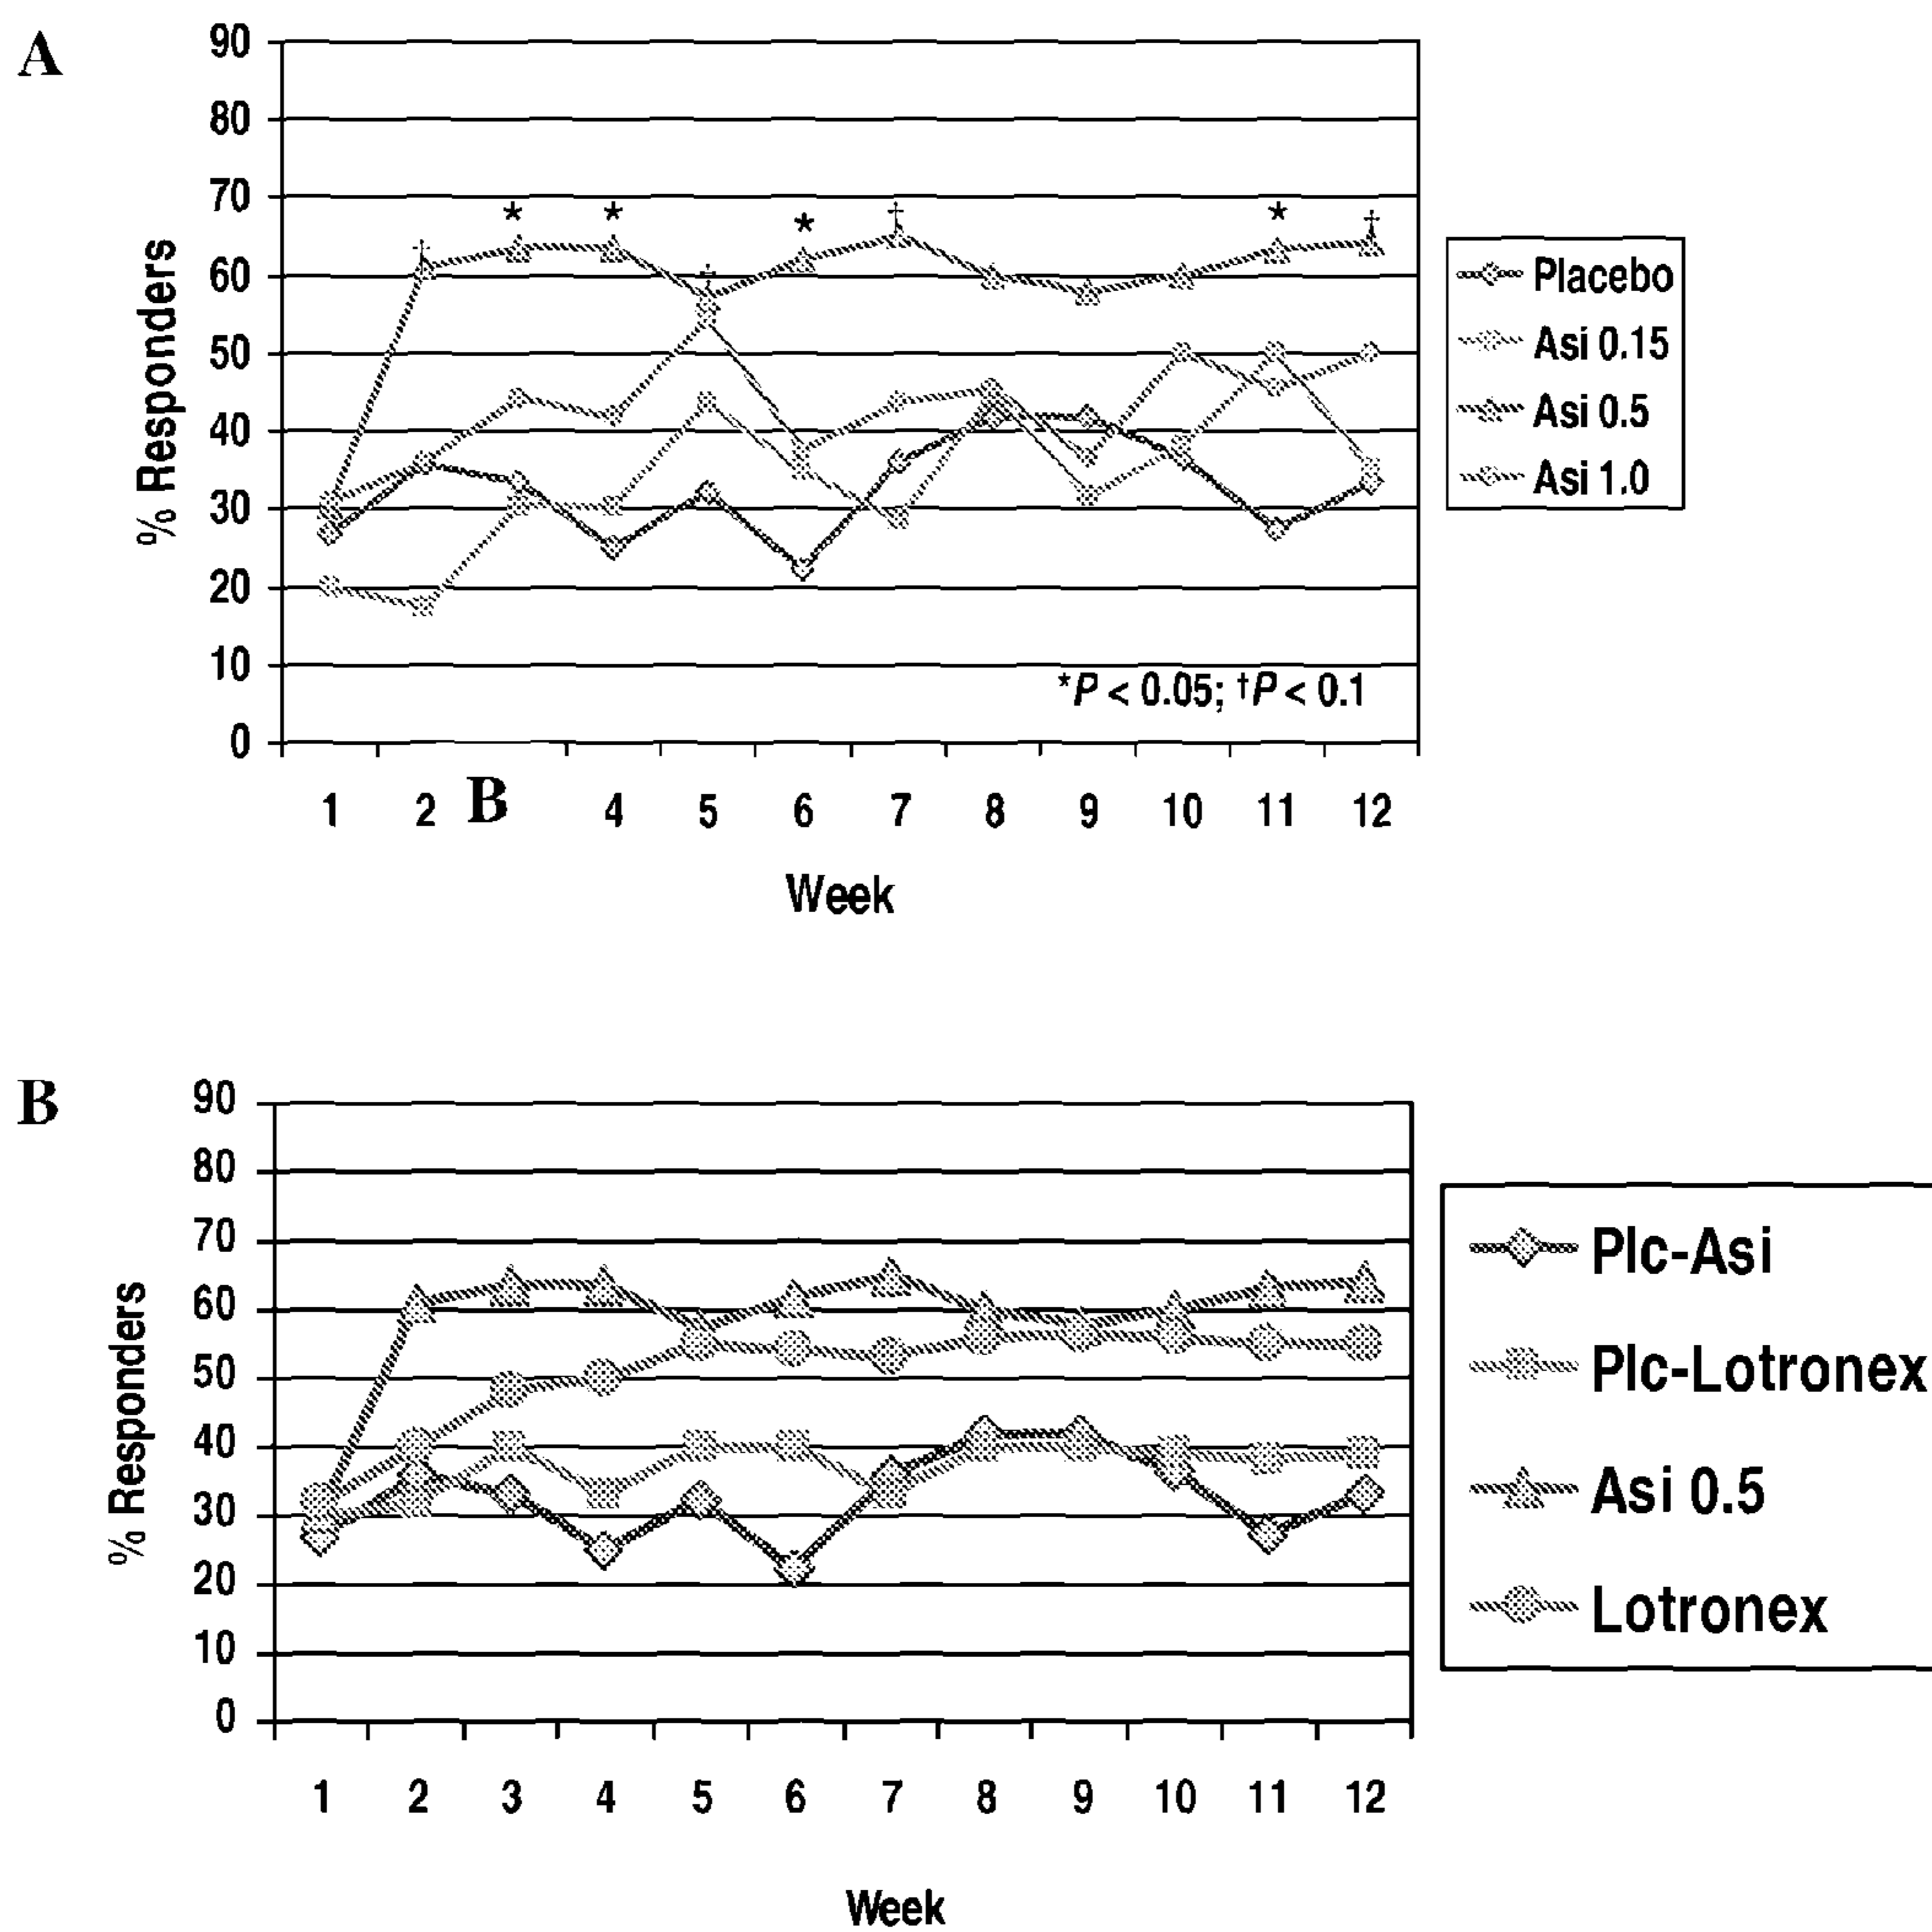 A
90
80
70
60
50
40
30
20
10
0
% Responders
* * * † * †
† †
*P < 0.05; †P < 0.1
1 2 B 4 5 6 7 8 9 10 11 12
Week
Placebo
Asi 0.15
Asi 0.5
Asi 1.0
B
90
80
70
60
50
40
30
20
10
0
% Responders
1 2 3 4 5 6 7 8 9 10 11 12
Week
Plc-Asi
Plc-Lotronex
Asi 0.5
Lotronex